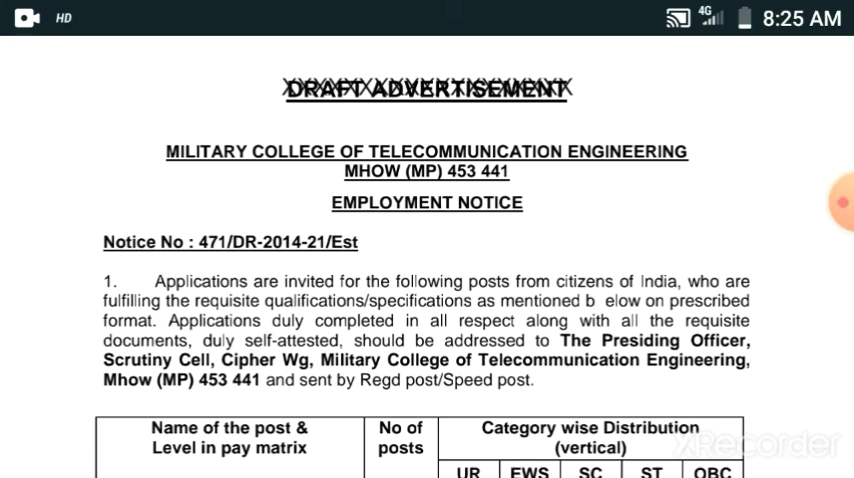 HD 4G 8:25 AM
DRAFT ADVERTISEMENT
MILITARY COLLEGE OF TELECOMMUNICATION ENGINEERING
MHOW (MP) 453 441
EMPLOYMENT NOTICE
Notice No : 471/DR-2014-21/Est
1. Applications are invited for the following posts from citizens of India, who are
fulfilling the requisite qualifications/specifications as mentioned b elow on prescribed
format. Applications duly completed in all respect along with all the requisite
documents, duly self-attested, should be addressed to The Presiding Officer,
Scrutiny Cell, Cipher Wg, Military College of Telecommunication Engineering,
Mhow (MP) 453 441 and sent by Regd post/Speed post.
Name of the post & No of Category wise Distribution
Level in pay matrix posts (vertical)
XRecorder
UR EWS SC ST OBC